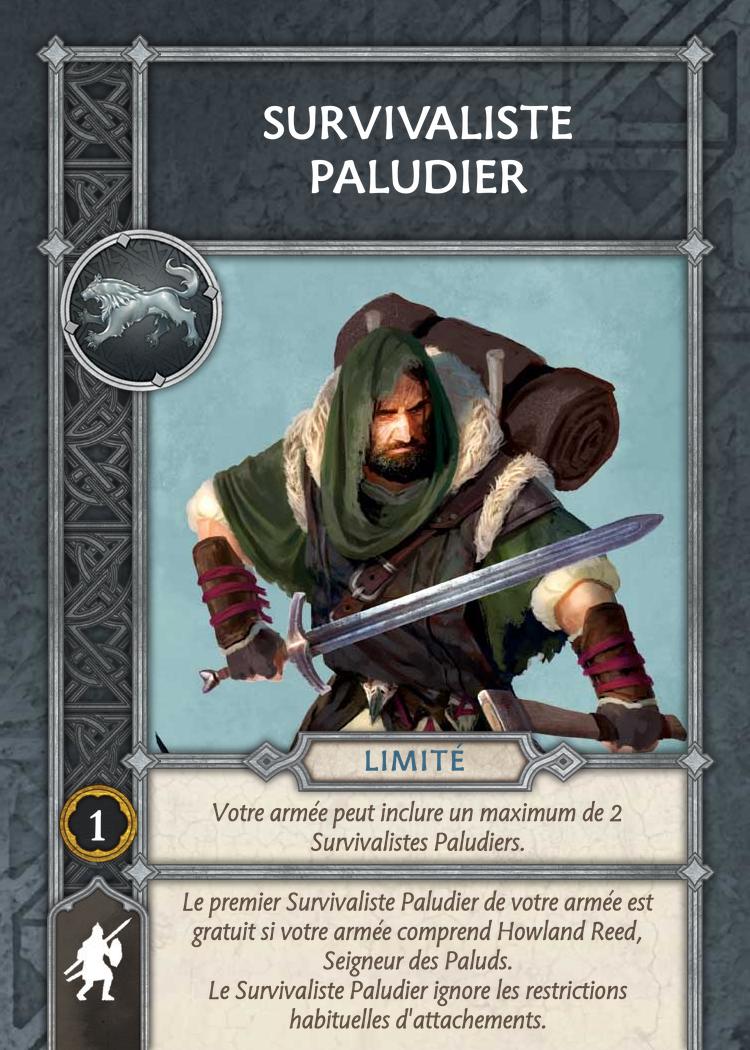 SURVIVALISTE
PALUDIER
LIMITÉ
Votre armée peut inclure un maximum de 2
Survivalistes Paludiers.
1
Le premier Survivaliste Paludier de votre armée est
gratuit si votre armée comprend Howland Reed,
Seigneur des Paluds.
Le Survivaliste Paludier ignore les restrictions
habituelles d'attachements.